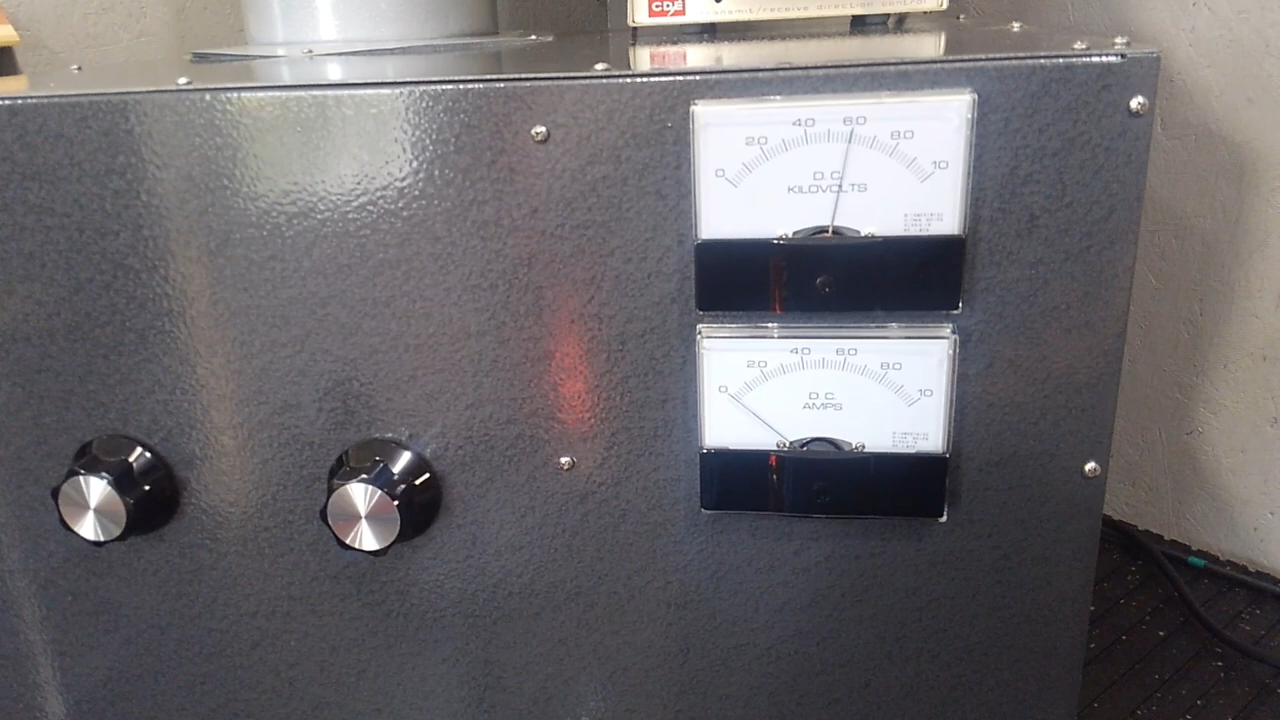 CDE
transmit/receive direction control
0 2.0 4.0 6.0 8.0 10
D.C.
KILOVOLTS
0 2.0 4.0 6.0 8.0 10
D.C.
AMPS